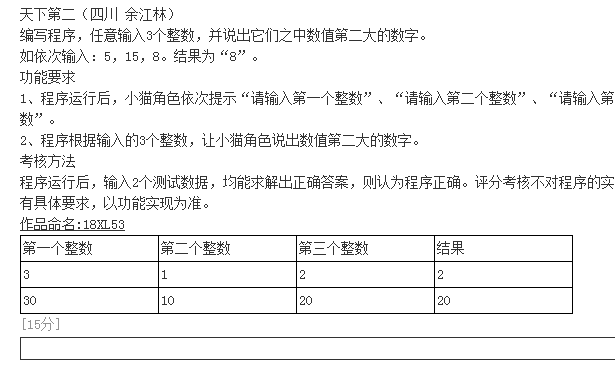 天下第二（四川 余江林）
编写程序，任意输入3个整数，并说出它们之中数值第二大的数字。
如依次输入：5，15，8。结果为“8”。
功能要求
1、程序运行后，小猫角色依次提示“请输入第一个整数”、“请输入第二个整数”、“请输入第
数”。
2、程序根据输入的3个整数，让小猫角色说出数值第二大的数字。
考核方法
程序运行后，输入2个测试数据，均能求解出正确答案，则认为程序正确。评分考核不对程序的实
有具体要求，以功能实现为准。
作品命名:18XL53
第一个整数 第二个整数 第三个整数 结果
3 1 2 2
30 10 20 20
[15分]